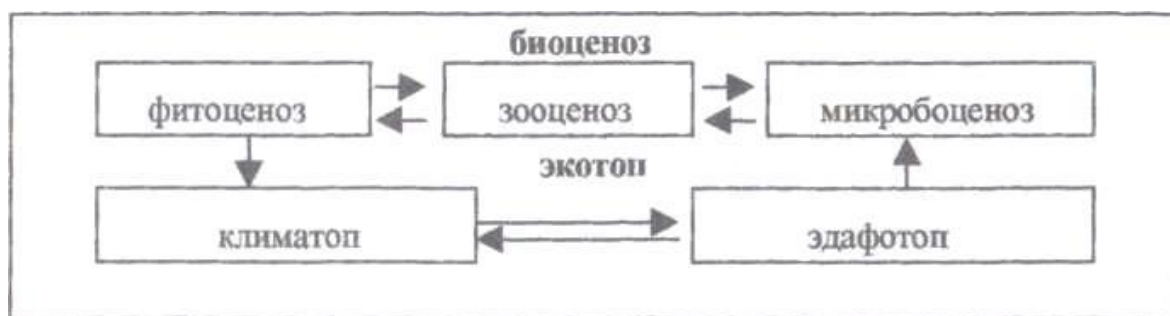 биоценоз
фитоценоз зооценоз микробоценоз
экотоп
климатоп эдафотоп